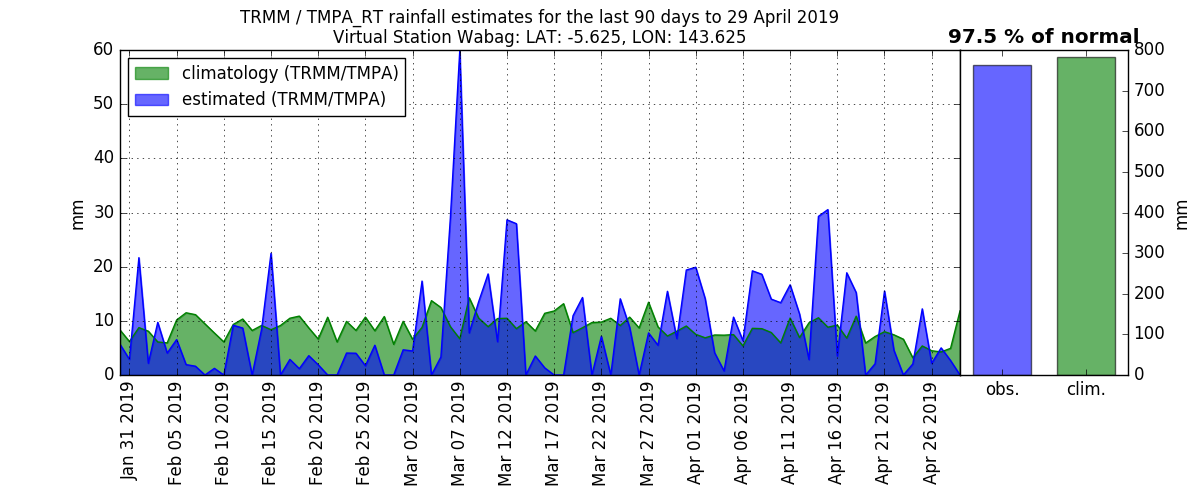 TRMM / TMPA_RT rainfall estimates for the last 90 days to 29 April 2019
Virtual Station Wabag: LAT: -5.625, LON: 143.625
97.5 % of normal
climatology (TRMM/TMPA)
estimated (TRMM/TMPA)
mm
60
50
40
30
20
10
0
Jan 31 2019
Feb 05 2019
Feb 10 2019
Feb 15 2019
Feb 20 2019
Feb 25 2019
Mar 02 2019
Mar 07 2019
Mar 12 2019
Mar 17 2019
Mar 22 2019
Mar 27 2019
Apr 01 2019
Apr 06 2019
Apr 11 2019
Apr 16 2019
Apr 21 2019
Apr 26 2019
obs.
clim.
800
700
600
500
400
300
200
100
0
mm